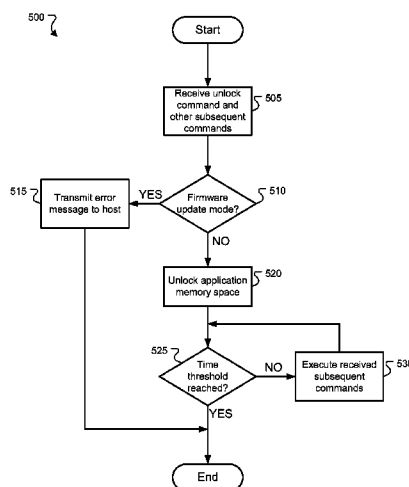 500
Start
Receive unlock
command and
other subsequent
commands
505
515
Transmit error
message to host
YES
Firmware
update mode?
510
NO
Unlock application
memory space
520
525
Time
threshold
reached?
NO
Execute received
subsequent
commands
YES
End